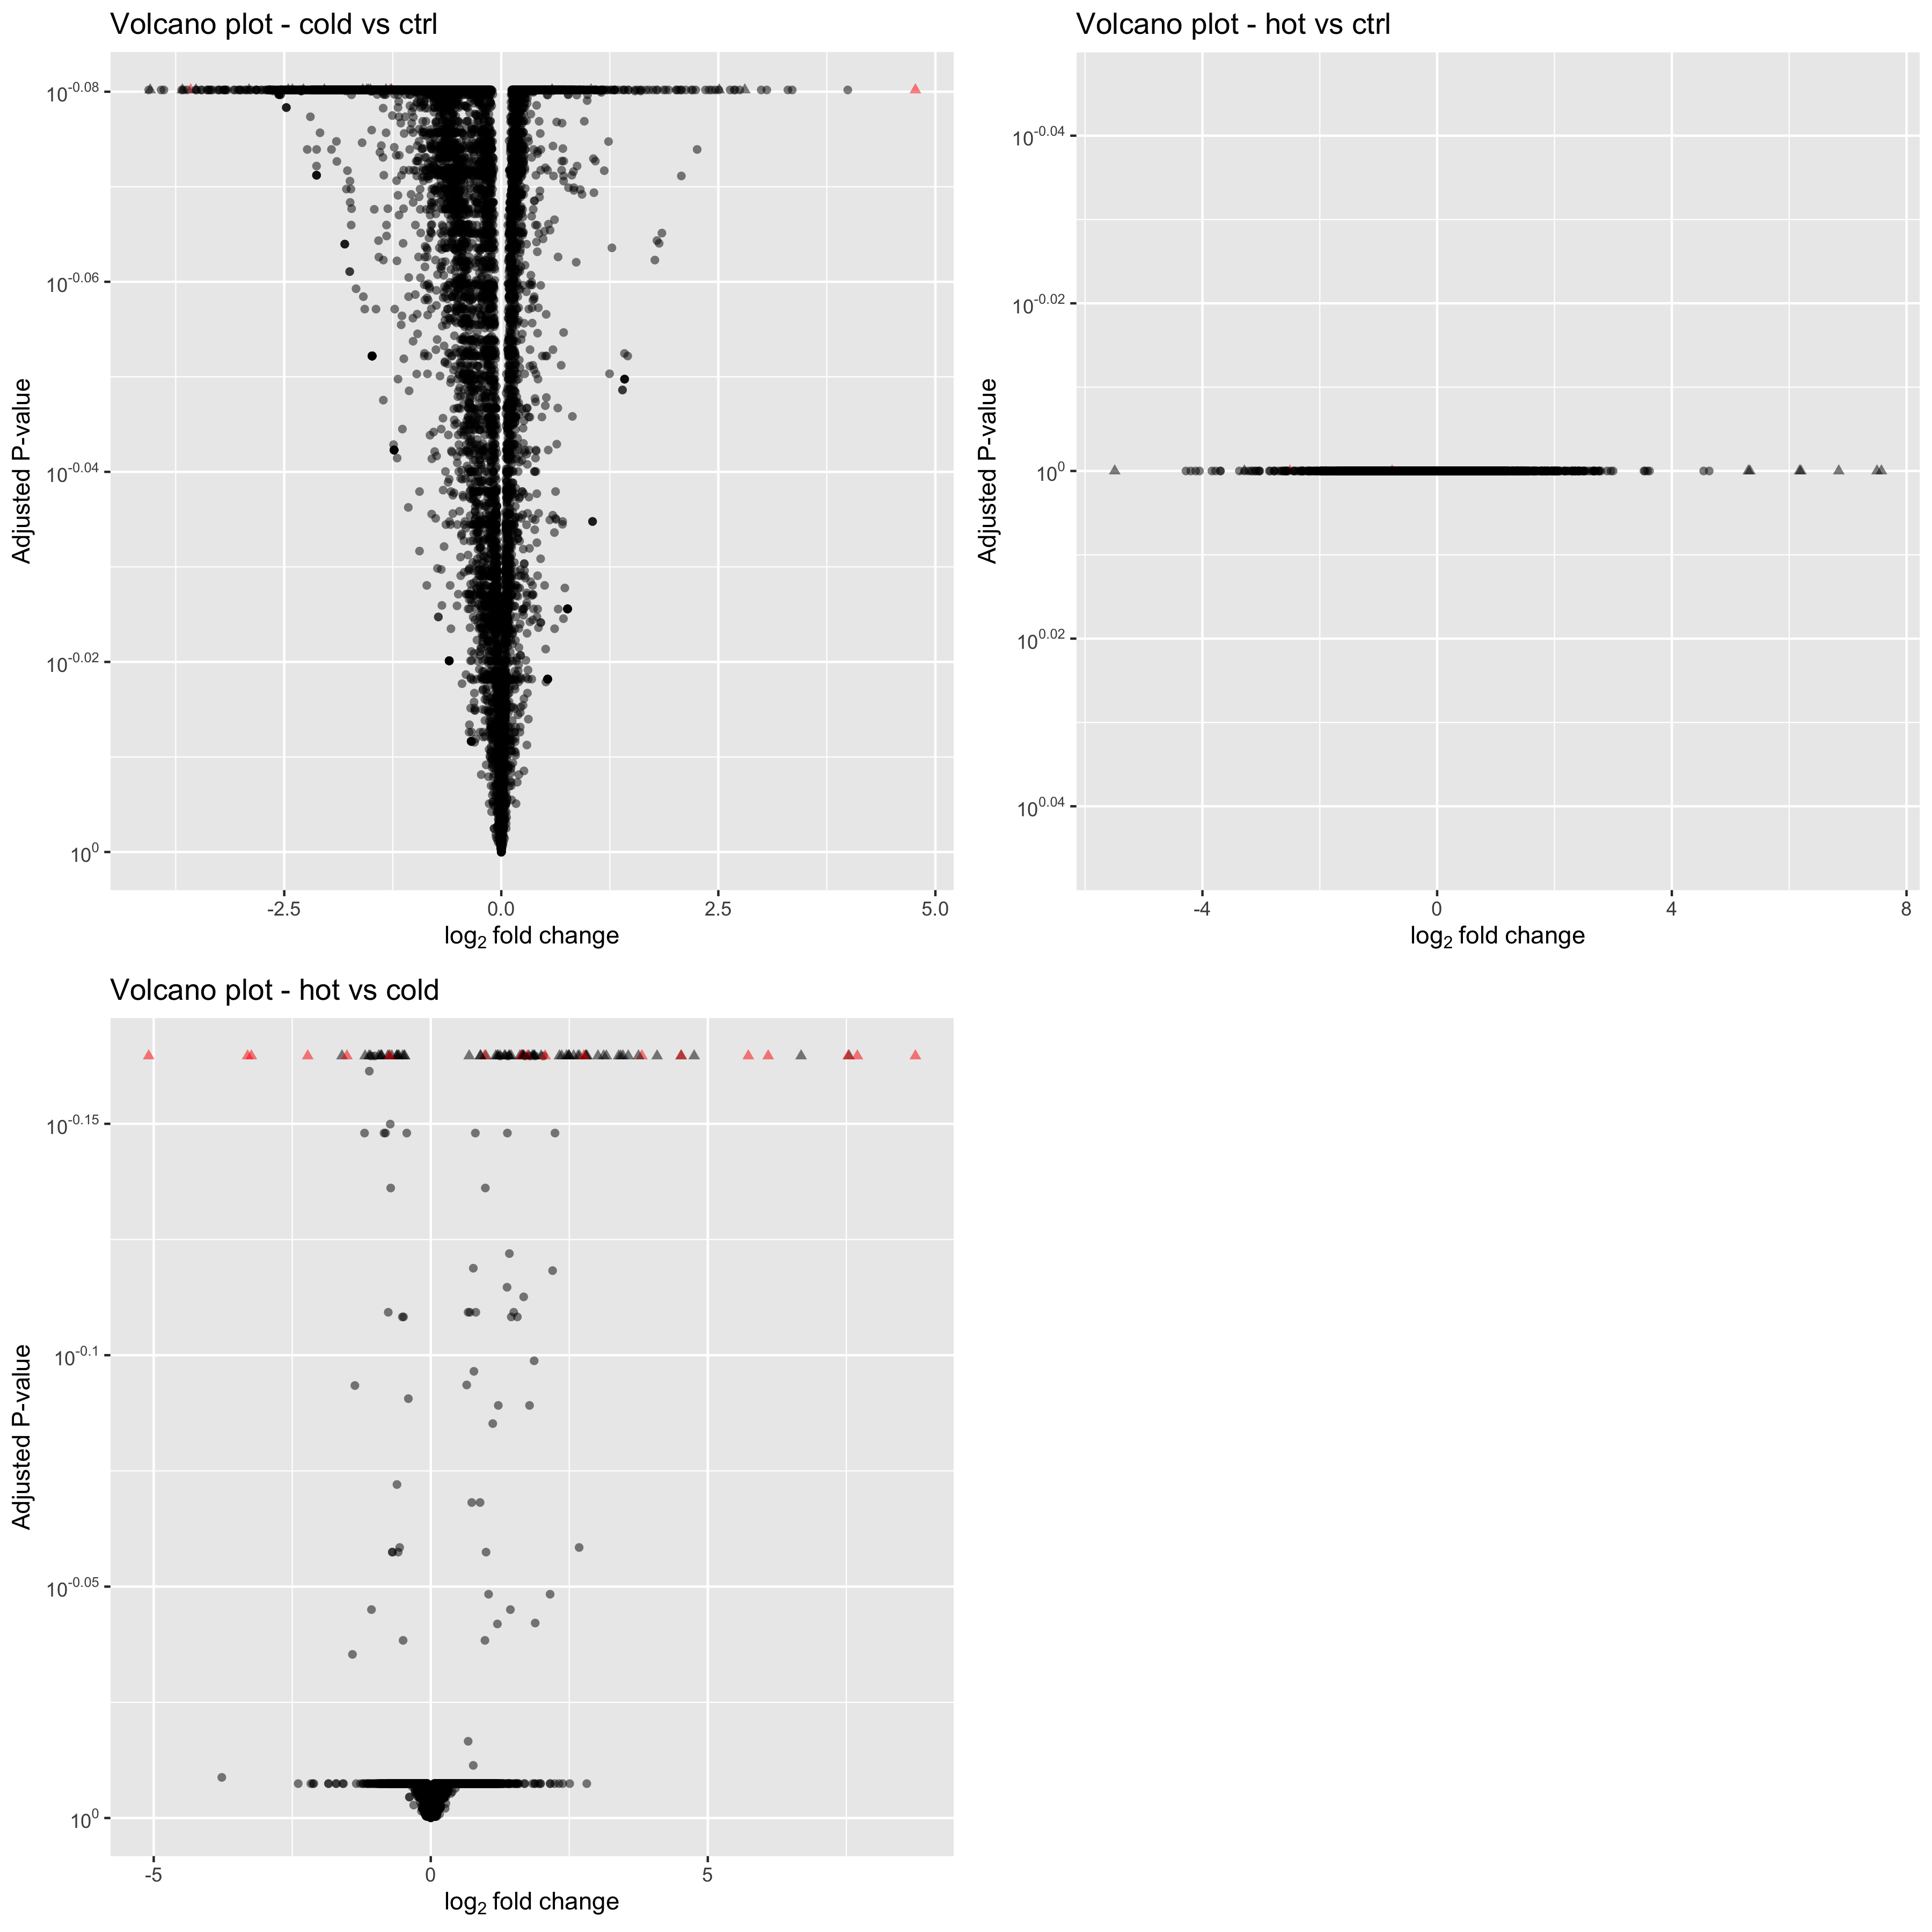 Volcano plot - cold vs ctrl
Adjusted P-value
10^-0.08
10^-0.06
10^-0.04
10^-0.02
10^0
-2.5 0.0 2.5 5.0
log2 fold change
Volcano plot - hot vs ctrl
Adjusted P-value
10^-0.04
10^-0.02
10^0
10^0.02
10^0.04
-4 0 4 8
log2 fold change
Volcano plot - hot vs cold
Adjusted P-value
10^-0.15
10^-0.1
10^-0.05
10^0
-5 0 5
log2 fold change